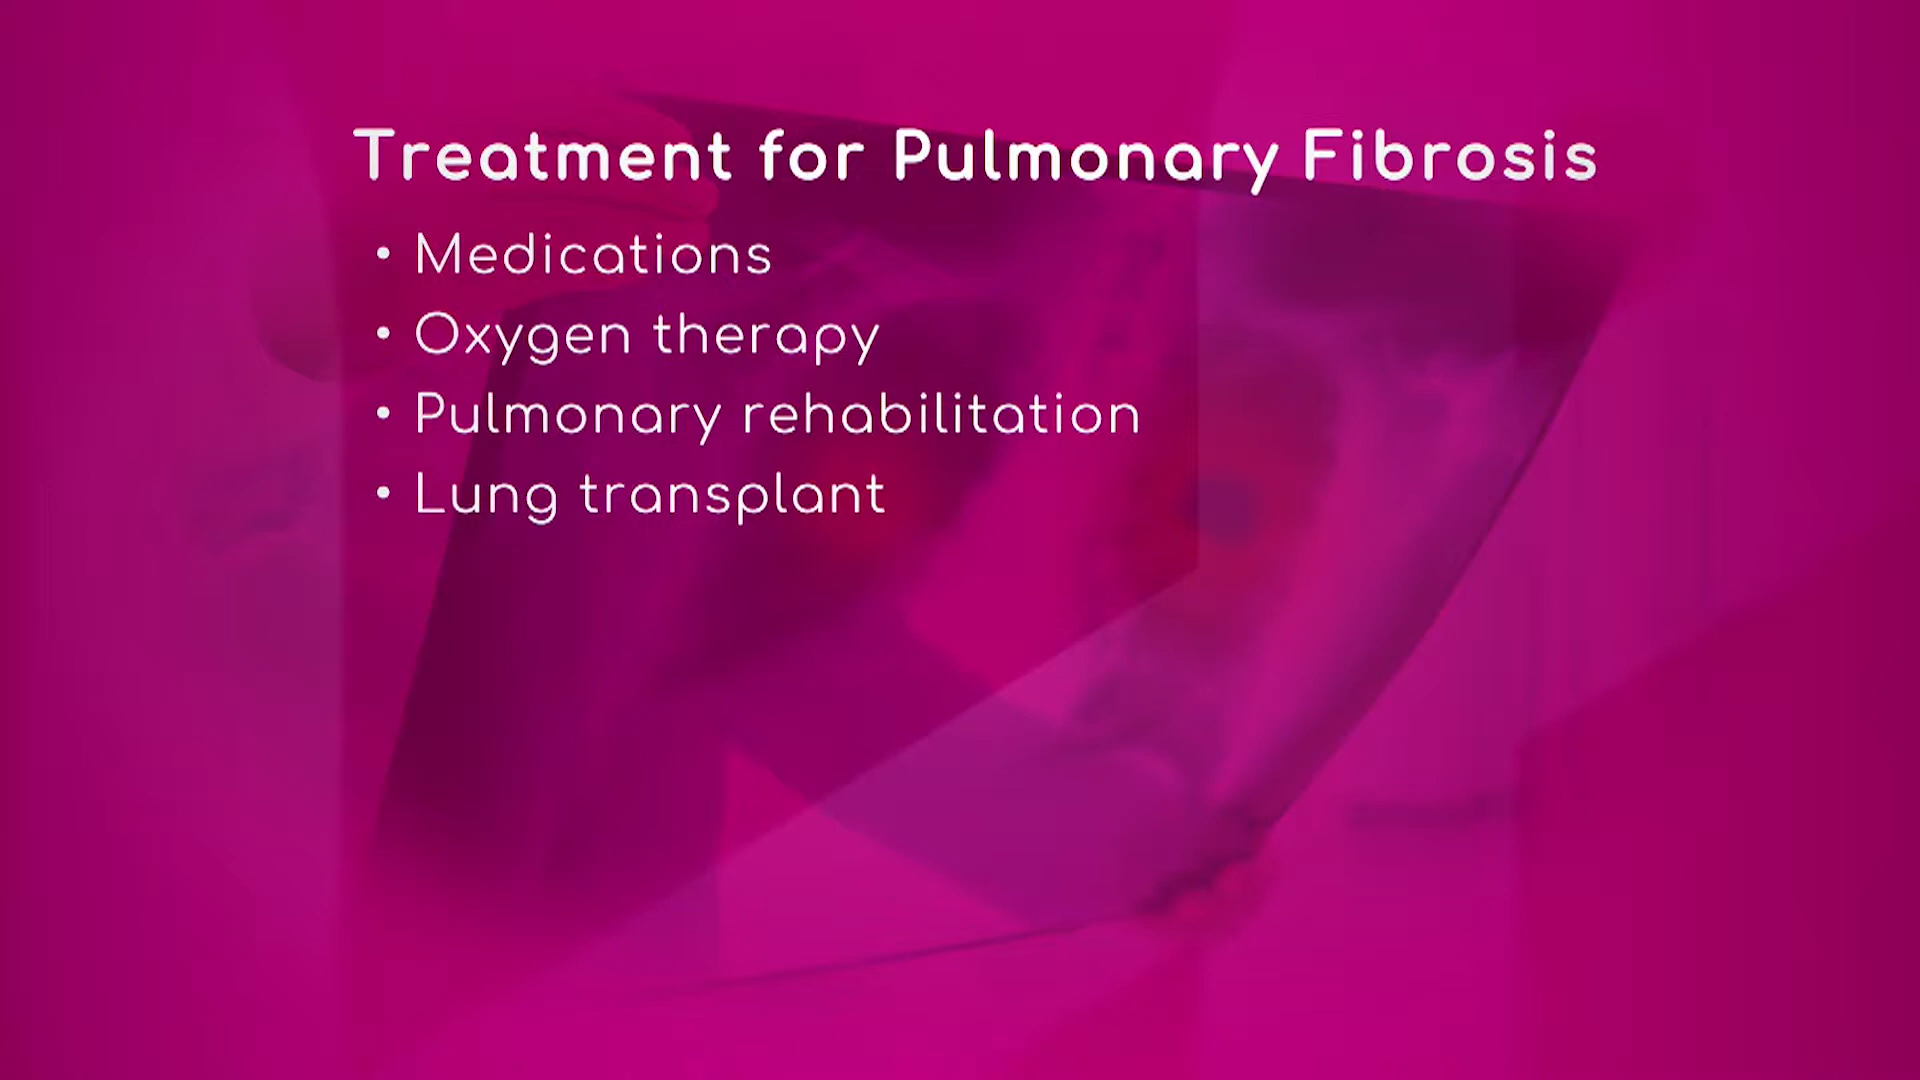 Treatment for Pulmonary Fibrosis
• Medications
• Oxygen therapy
• Pulmonary rehabilitation
• Lung transplant